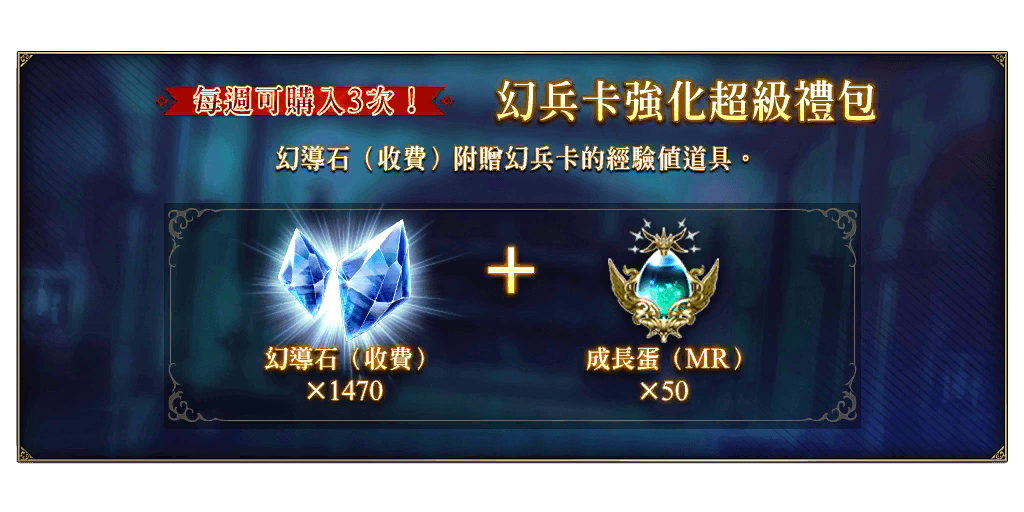 每週可購入3次！ 幻兵卡強化超級禮包
幻導石（收費）附贈幻兵卡的經驗值道具。
+
幻導石（收費） 成長蛋（MR）
×1470 ×50